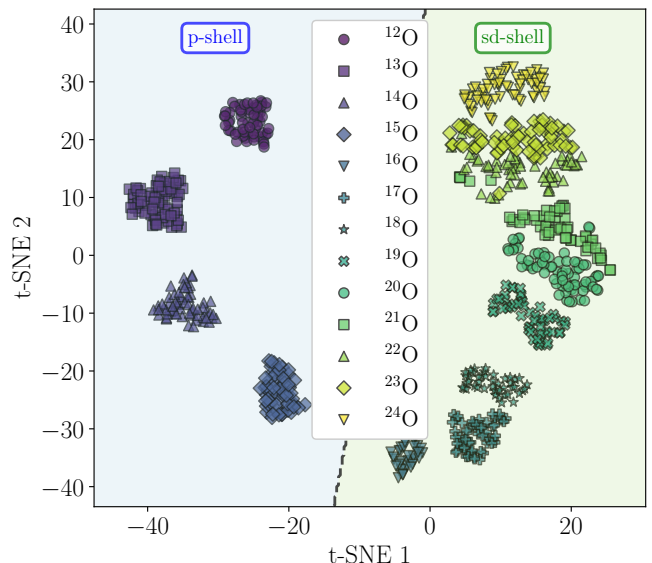 p-shell
sd-shell
¹²O
¹³O
¹⁴O
¹⁵O
¹⁶O
¹⁷O
¹⁸O
¹⁹O
²⁰O
²¹O
²²O
²³O
²⁴O
40
30
20
10
0
−10
−20
−30
−40
t-SNE 2
−40
−20
0
20
t-SNE 1